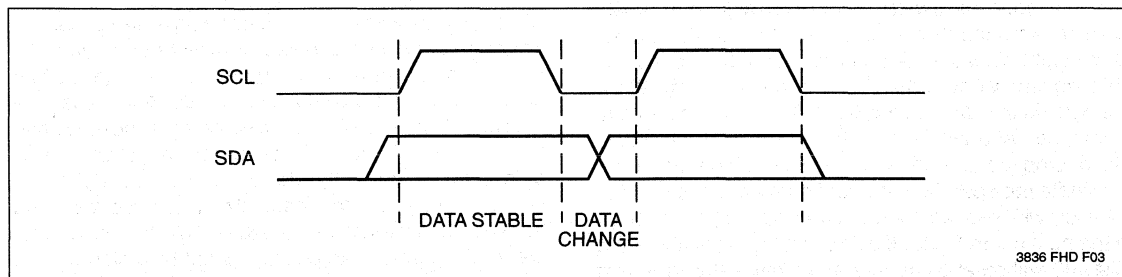 SCL
SDA
DATA STABLE
DATA
CHANGE
3836 FHD F03